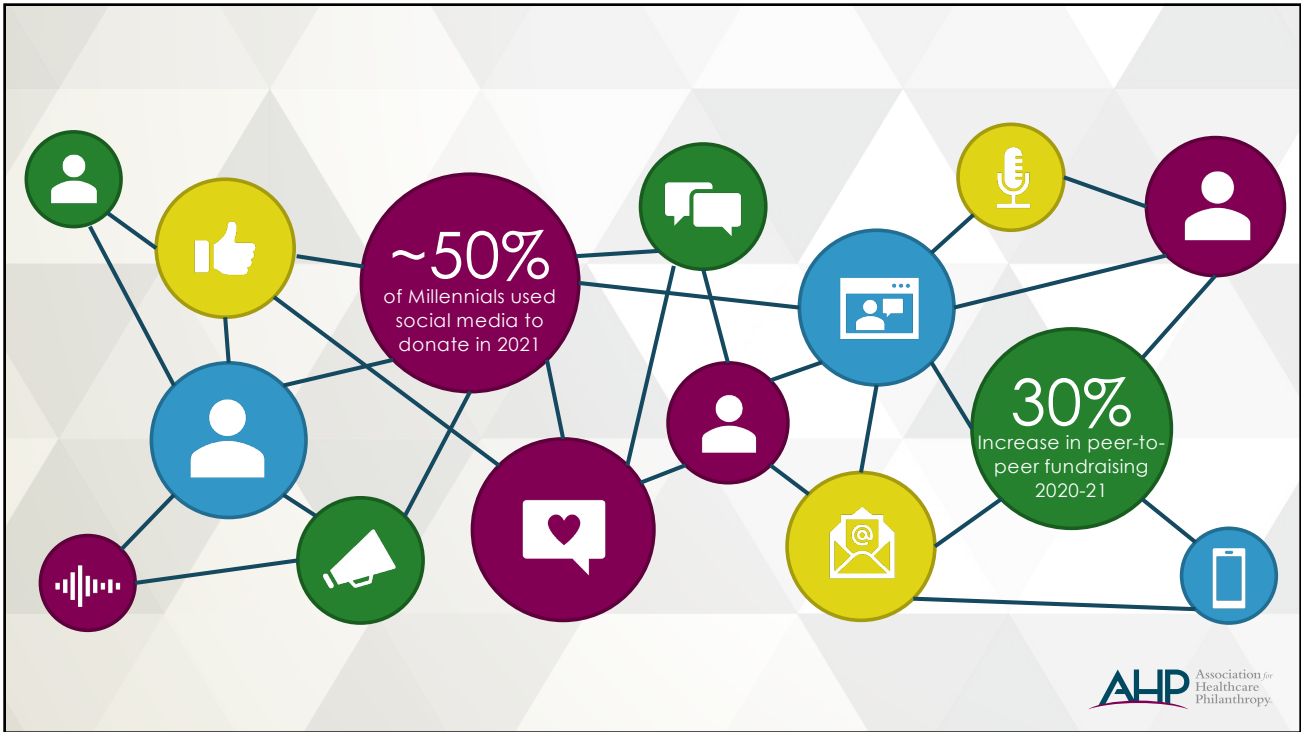 ~50%
of Millennials used
social media to
donate in 2021
30%
Increase in peer-to-
peer fundraising
2020-21
@
AHP
Association for
Healthcare
Philanthropy.